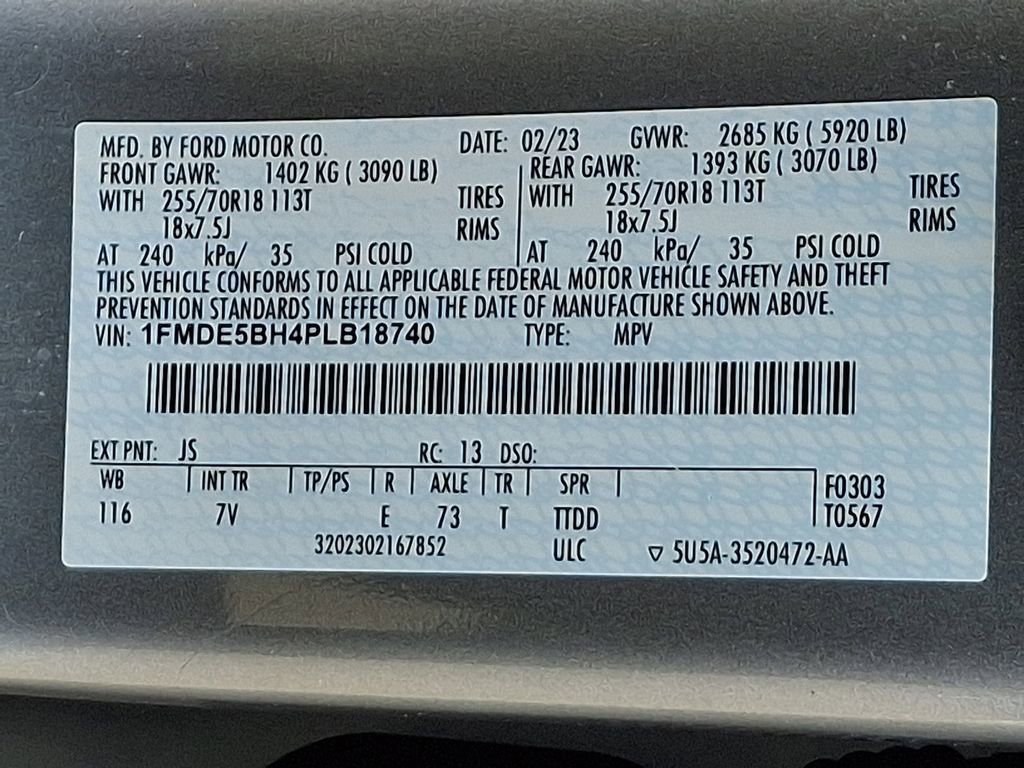 MFD. BY FORD MOTOR CO. DATE: 02/23 GVWR: 2685 KG ( 5920 LB)
FRONT GAWR: 1402 KG ( 3090 LB) REAR GAWR: 1393 KG ( 3070 LB)
WITH 255/70R18 113T TIRES WITH 255/70R18 113T TIRES
18x7.5J RIMS 18x7.5J RIMS
AT 240 kPa/ 35 PSI COLD AT 240 kPa/ 35 PSI COLD
THIS VEHICLE CONFORMS TO ALL APPLICABLE FEDERAL MOTOR VEHICLE SAFETY AND THEFT
PREVENTION STANDARDS IN EFFECT ON THE DATE OF MANUFACTURE SHOWN ABOVE.
VIN: 1FMDE5BH4PLB18740 TYPE: MPV
EXT PNT: JS RC: 13 DSO:
WB INT TR TP/PS R AXLE TR SPR F0303
116 7V E 73 T TTDD T0567
3202302167852 ULC ▽ 5U5A-3520472-AA